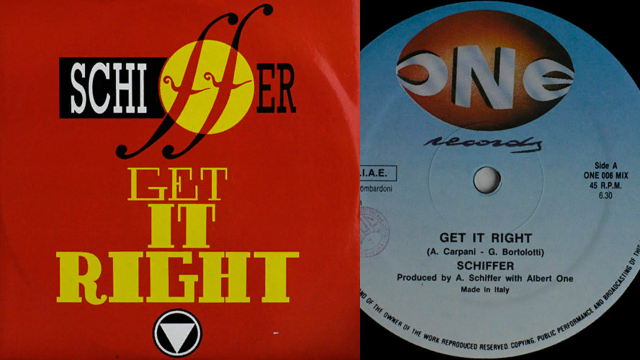 SCHIffER
GET
IT
RIGHT
ONE
records
S.I.A.E.
Side A
ONE 006 MIX
45 R.P.M.
6.30
GET IT RIGHT
(A. Carpani - G. Bortolotti)
SCHIFFER
Produced by A. Schiffer with Albert One
Made in Italy
AND OF THE OWNER OF THE WORK REPRODUCED RESERVED. COPYING, PUBLIC PERFORMANCE AND BROADCASTING OF